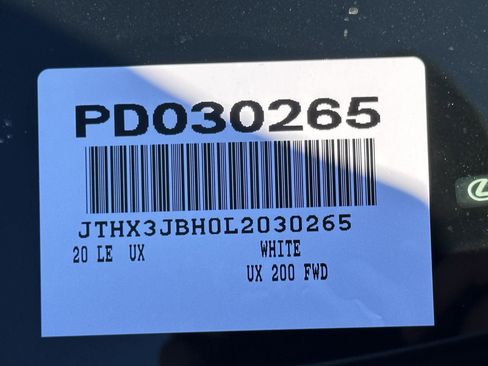 PD030265
JTHX3JBH0L2030265
20 LE UX WHITE
UX 200 FWD